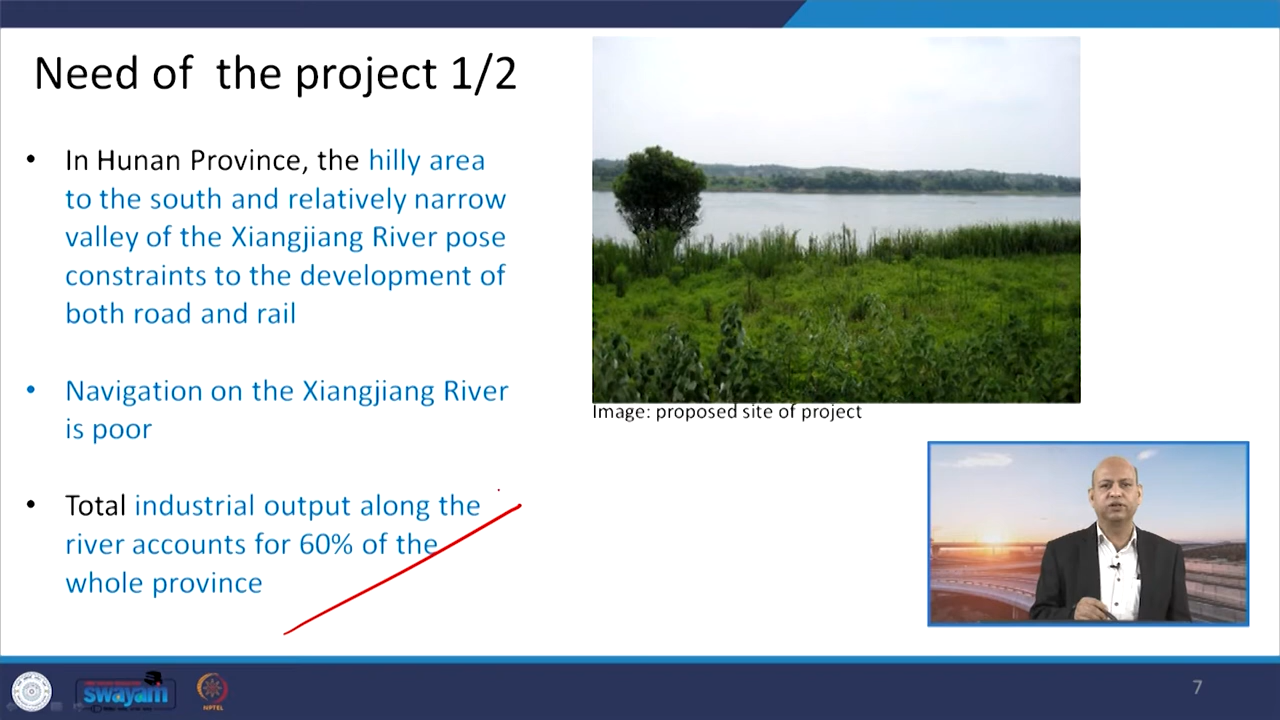 Need of the project 1/2
• In Hunan Province, the hilly area
to the south and relatively narrow
valley of the Xiangjiang River pose
constraints to the development of
both road and rail
• Navigation on the Xiangjiang River
is poor
• Total industrial output along the
river accounts for 60% of the
whole province
Image: proposed site of project
swayam
NPTEL
7